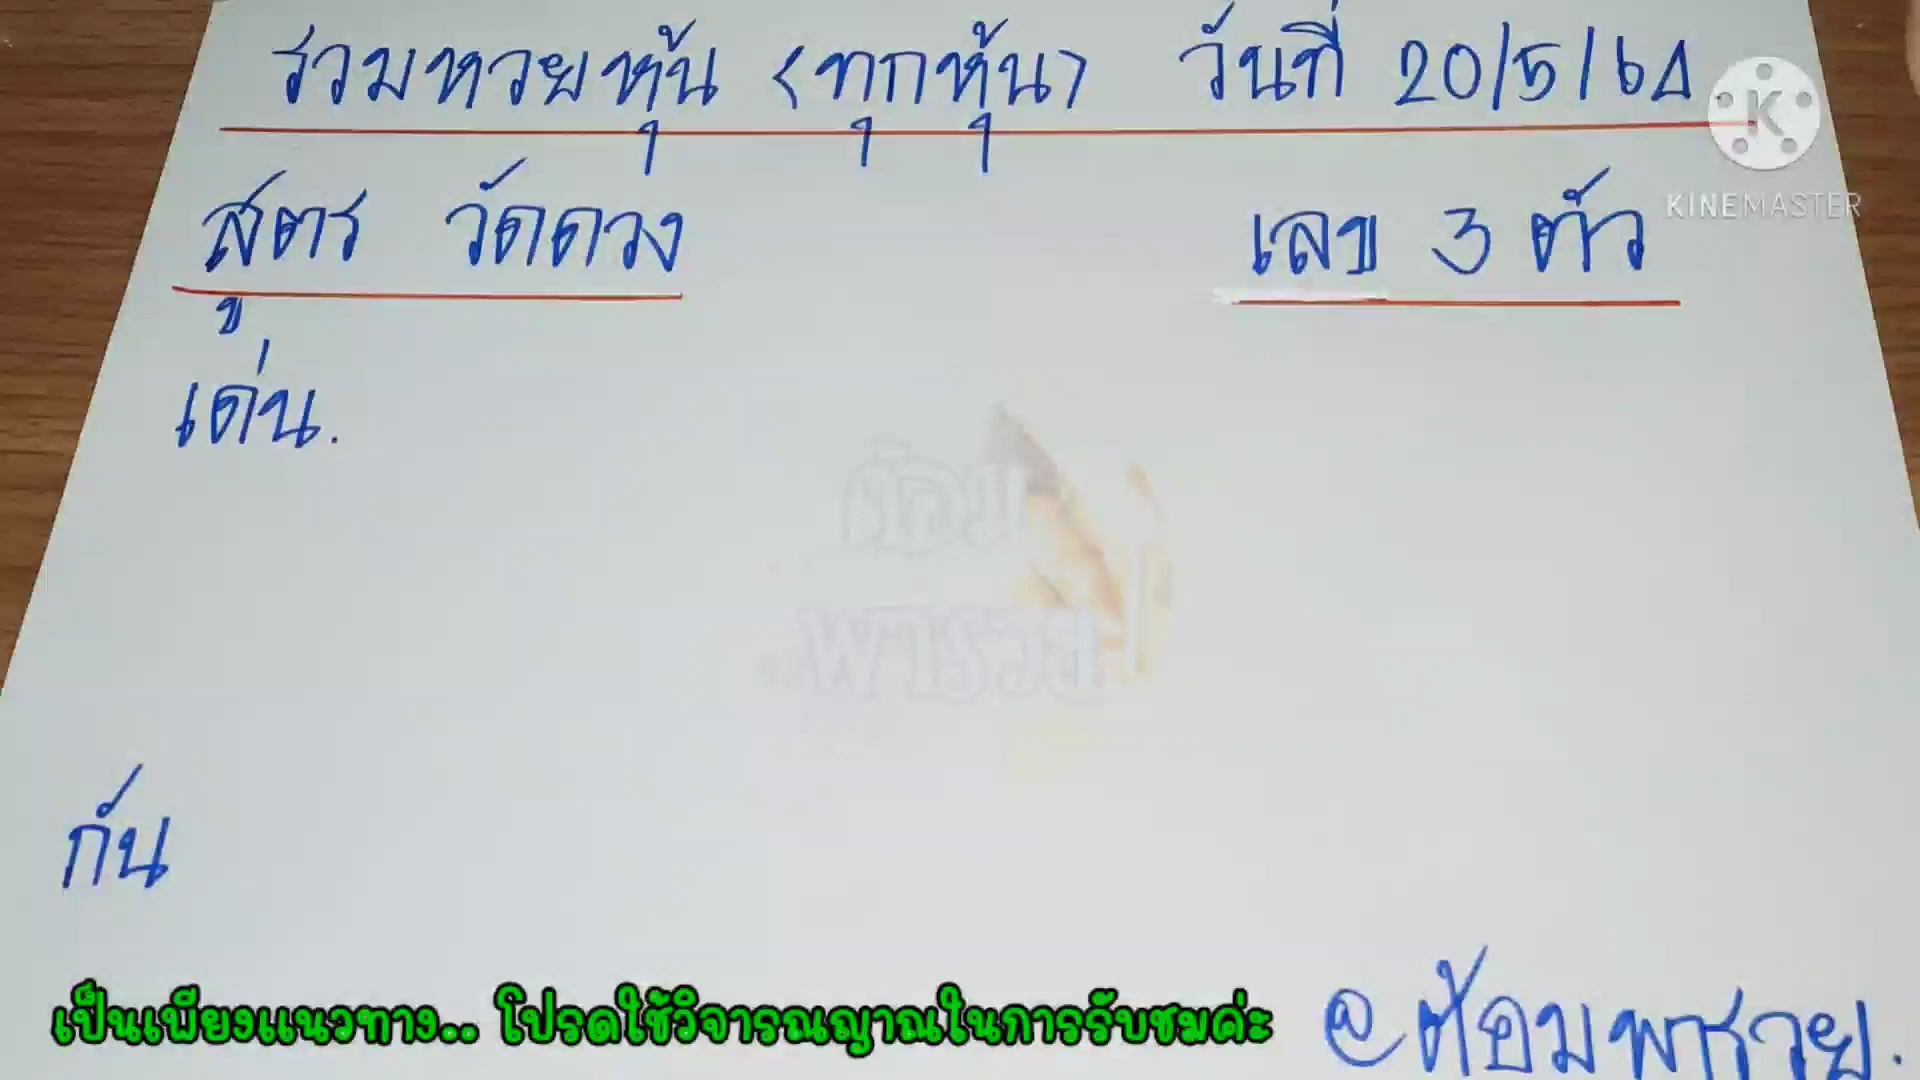 รวมหวยหุ้น <ทุกหุ้น> วันที่ 20/5/64
KINEMASTER
สูตร วัดดวง เลข 3 ตัว
เด่น.
กัน
เป็นเพียงแนวทาง.. โปรดใช้วิจารณญาณในการรับชมค่ะ
@ต้อมพารวย.